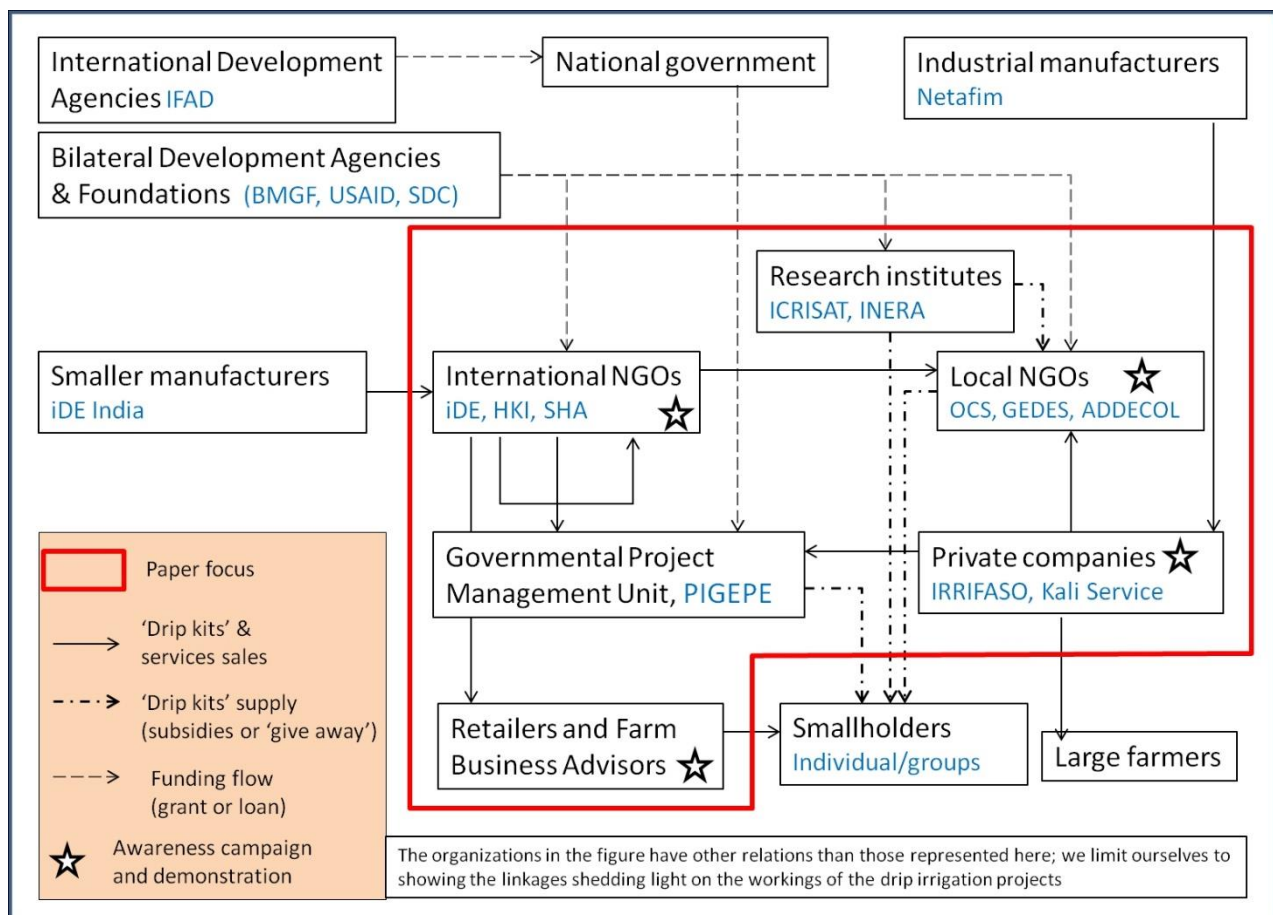 International Development
Agencies IFAD
National government
Industrial manufacturers
Netafim
Bilateral Development Agencies
& Foundations (BMGF, USAID, SDC)
Research institutes
ICRISAT, INERA
Smaller manufacturers
iDE India
International NGOs
iDE, HKI, SHA
Local NGOs
OCS, GEDES, ADDECOL
Governmental Project
Management Unit, PIGEPE
Private companies
IRRIFASO, Kali Service
Retailers and Farm
Business Advisors
Smallholders
Individual/groups
Large farmers
Paper focus
‘Drip kits’ &
services sales
‘Drip kits’ supply
(subsidies or ‘give away’)
Funding flow
(grant or loan)
Awareness campaign
and demonstration
The organizations in the figure have other relations than those represented here; we limit ourselves to
showing the linkages shedding light on the workings of the drip irrigation projects